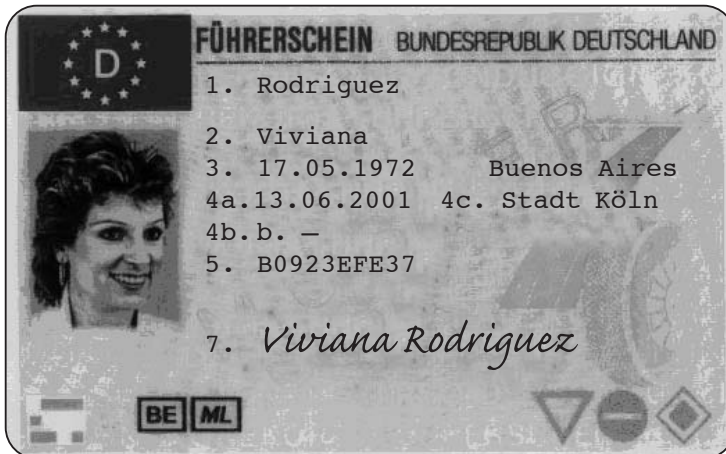 D
FÜHRERSCHEIN BUNDESREPUBLIK DEUTSCHLAND
1. Rodriguez
2. Viviana
3. 17.05.1972 Buenos Aires
4a.13.06.2001 4c. Stadt Köln
4b.b. –
5. B0923EFE37
7. Viviana Rodriguez
BE ML